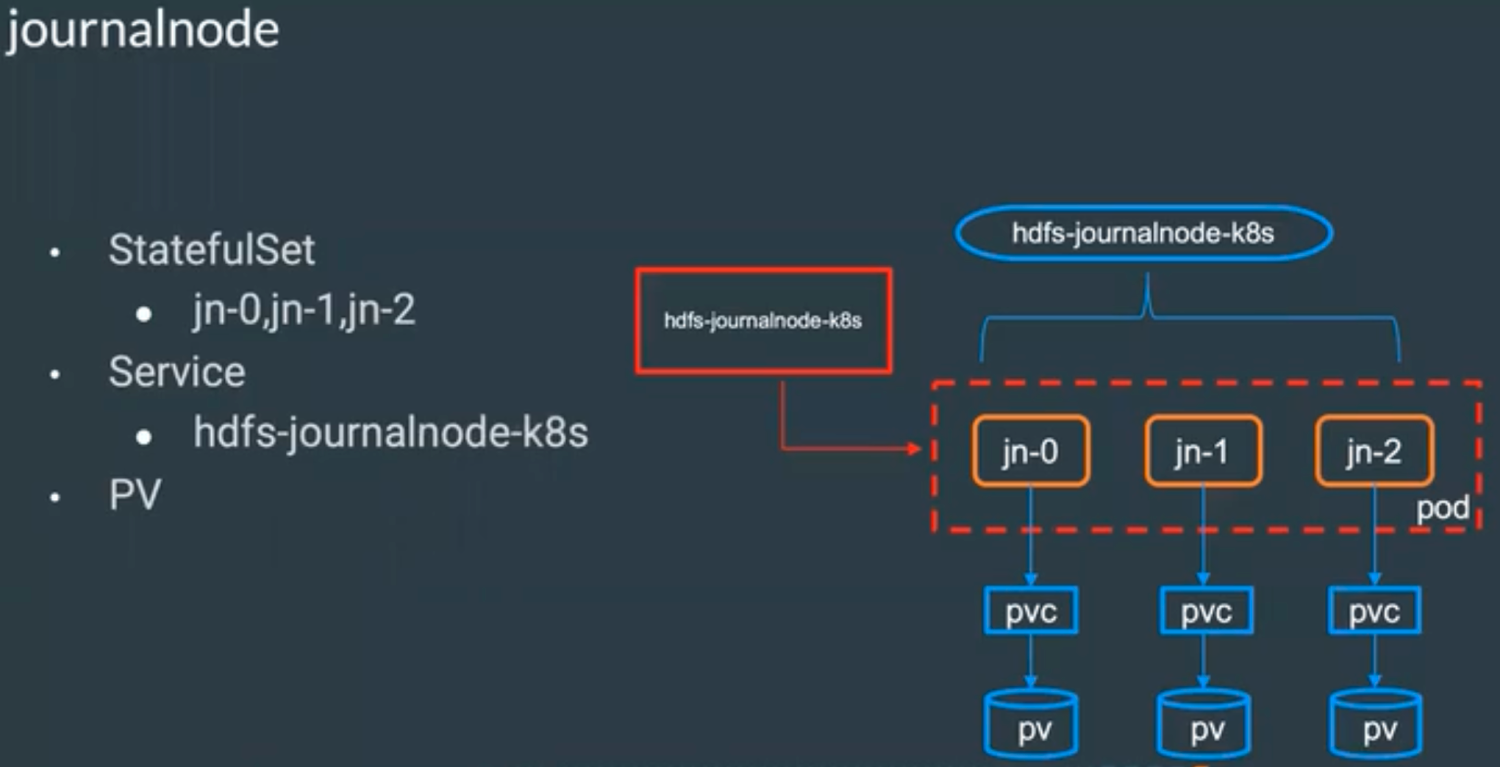 journalnode
StatefulSet
jn-0,jn-1,jn-2
Service
hdfs-journalnode-k8s
PV
hdfs-journalnode-k8s
hdfs-journalnode-k8s
jn-0
jn-1
jn-2
pod
pvc
pvc
pvc
pv
pv
pv